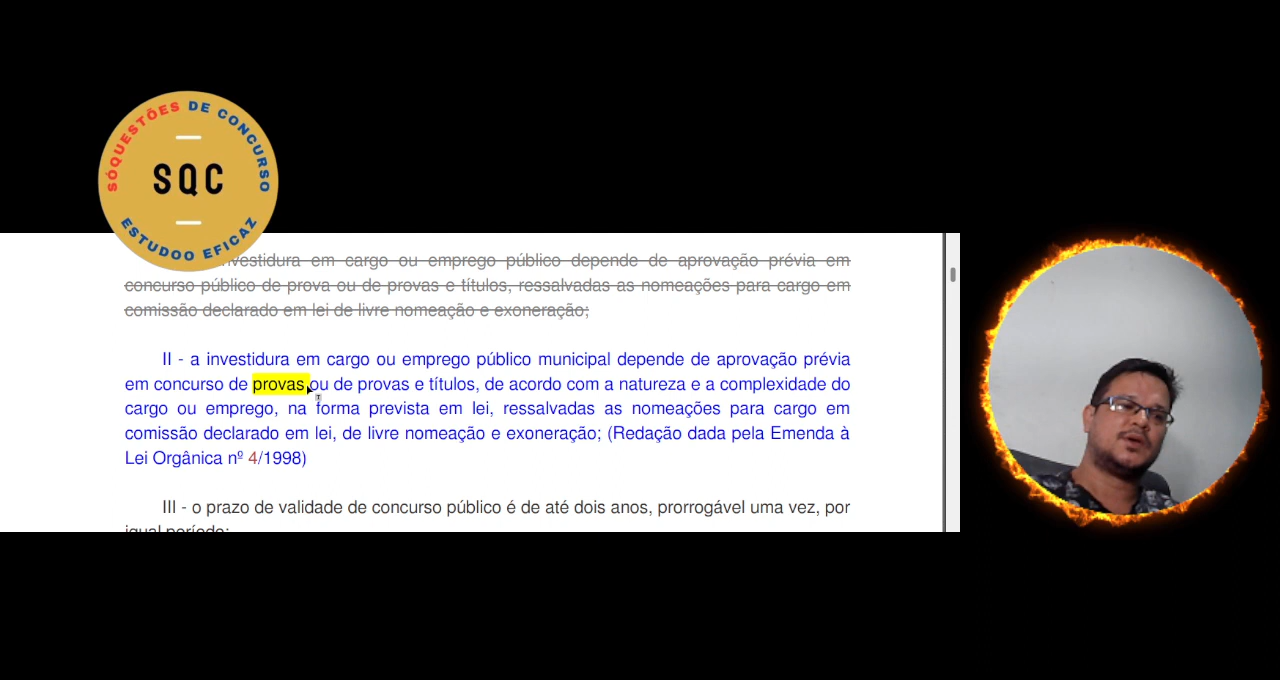 SÓQUESTÕES DE CONCURSO
SQC
ESTUDOO EFICAZ
vestidura em cargo ou emprego público depende de aprovação prévia em
concurso público de prova ou de provas e títulos, ressalvadas as nomeações para cargo em
comissão declarado em lei de livre nomeação e exoneração;
II - a investidura em cargo ou emprego público municipal depende de aprovação prévia
em concurso de provas ou de provas e títulos, de acordo com a natureza e a complexidade do
cargo ou emprego, na forma prevista em lei, ressalvadas as nomeações para cargo em
comissão declarado em lei, de livre nomeação e exoneração; (Redação dada pela Emenda à
Lei Orgânica nº 4/1998)
III - o prazo de validade de concurso público é de até dois anos, prorrogável uma vez, por
igual período;